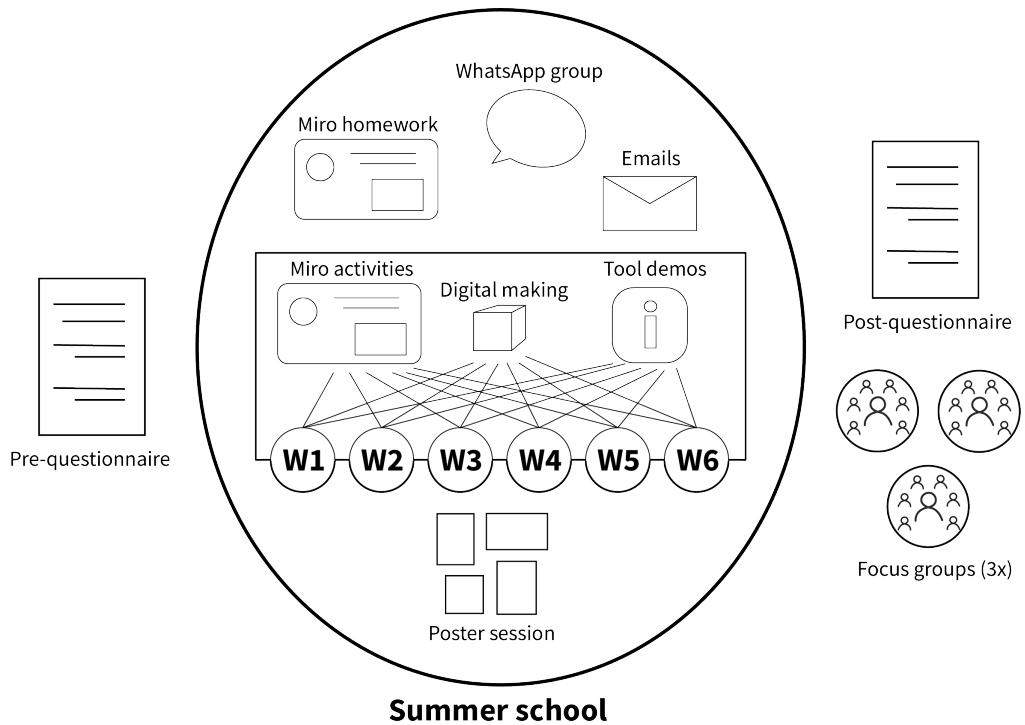 WhatsApp group
Miro homework
Emails
Miro activities
Tool demos
Digital making
Pre-questionnaire
Post-questionnaire
W1 W2 W3 W4 W5 W6
Focus groups (3x)
Poster session
Summer school